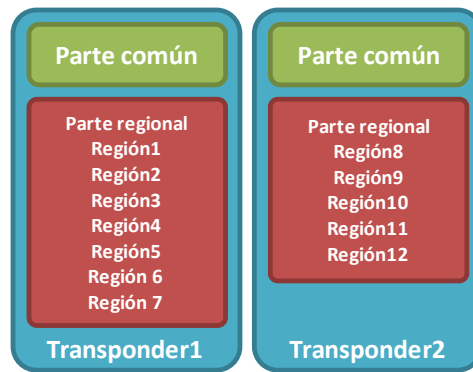 Parte común
Parte regional
Región1
Región2
Región3
Región4
Región5
Región 6
Región 7
Transponder1
Parte común
Parte regional
Región8
Región9
Región10
Región11
Región12
Transponder2